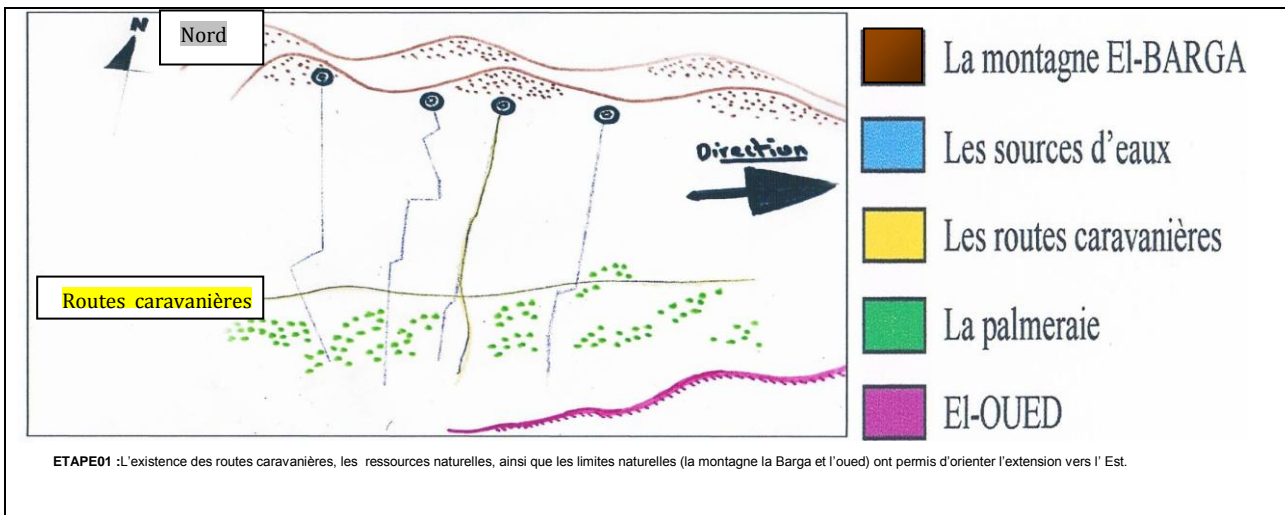 N
Nord
Direction
Routes caravanières
La montagne El-BARGA
Les sources d'eaux
Les routes caravanières
La palmeraie
El-OUED
ETAPE01 :L'existence des routes caravanières, les ressources naturelles, ainsi que les limites naturelles (la montagne la Barga et l'oued) ont permis d'orienter l'extension vers l' Est.